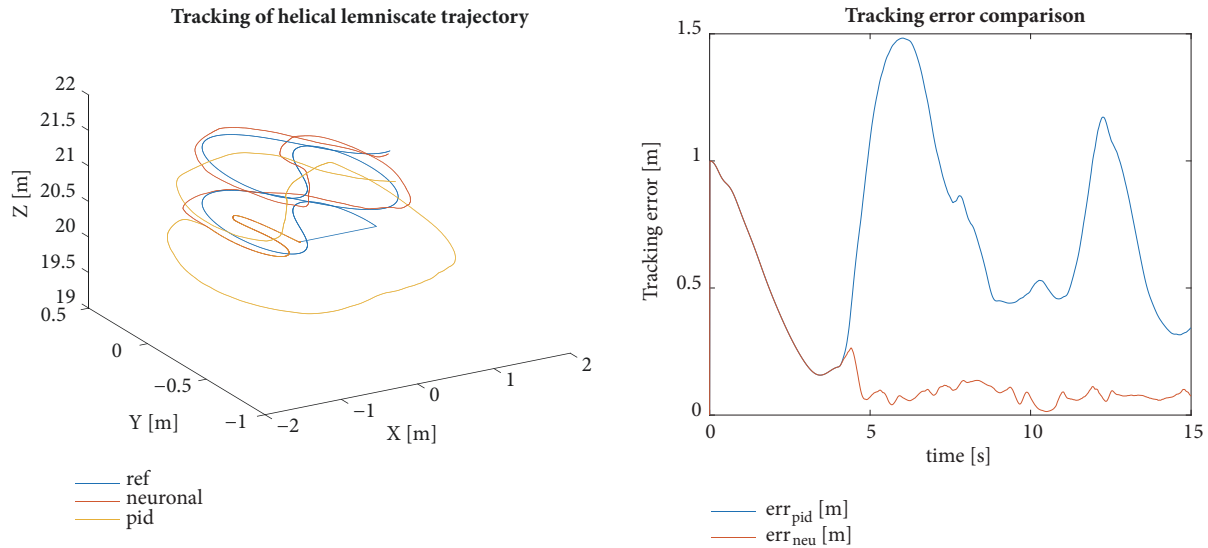 Tracking of helical lemniscate trajectory
22
21.5
21
20.5
20
19.5
19
Z [m]
0.5
0
−0.5
−1
Y [m]
−2
−1
0
1
2
X [m]
ref
neuronal
pid
Tracking error comparison
1.5
1
0.5
0
Tracking error [m]
0
5
10
15
time [s]
err_pid [m]
err_neu [m]